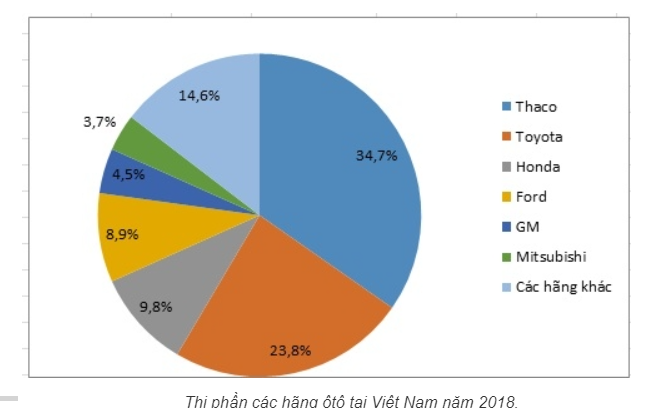 14,6%
3,7%
34,7%
4,5%
8,9%
9,8%
23,8%
Thaco
Toyota
Honda
Ford
GM
Mitsubishi
Các hãng khác
Thị phần các hãng ôtô tại Việt Nam năm 2018.